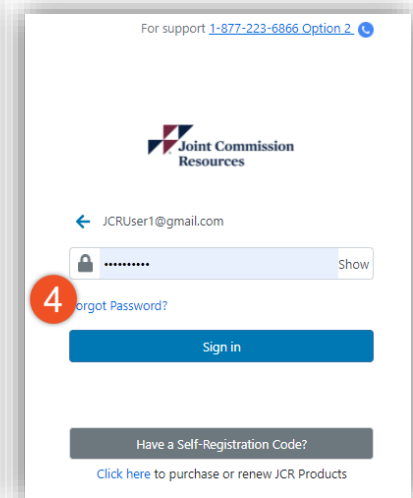 For support 1-877-223-6866 Option 2
Joint Commission
Resources
JCRUser1@gmail.com
•••••••••• Show
4
Forgot Password?
Sign in
Have a Self-Registration Code?
Click here to purchase or renew JCR Products